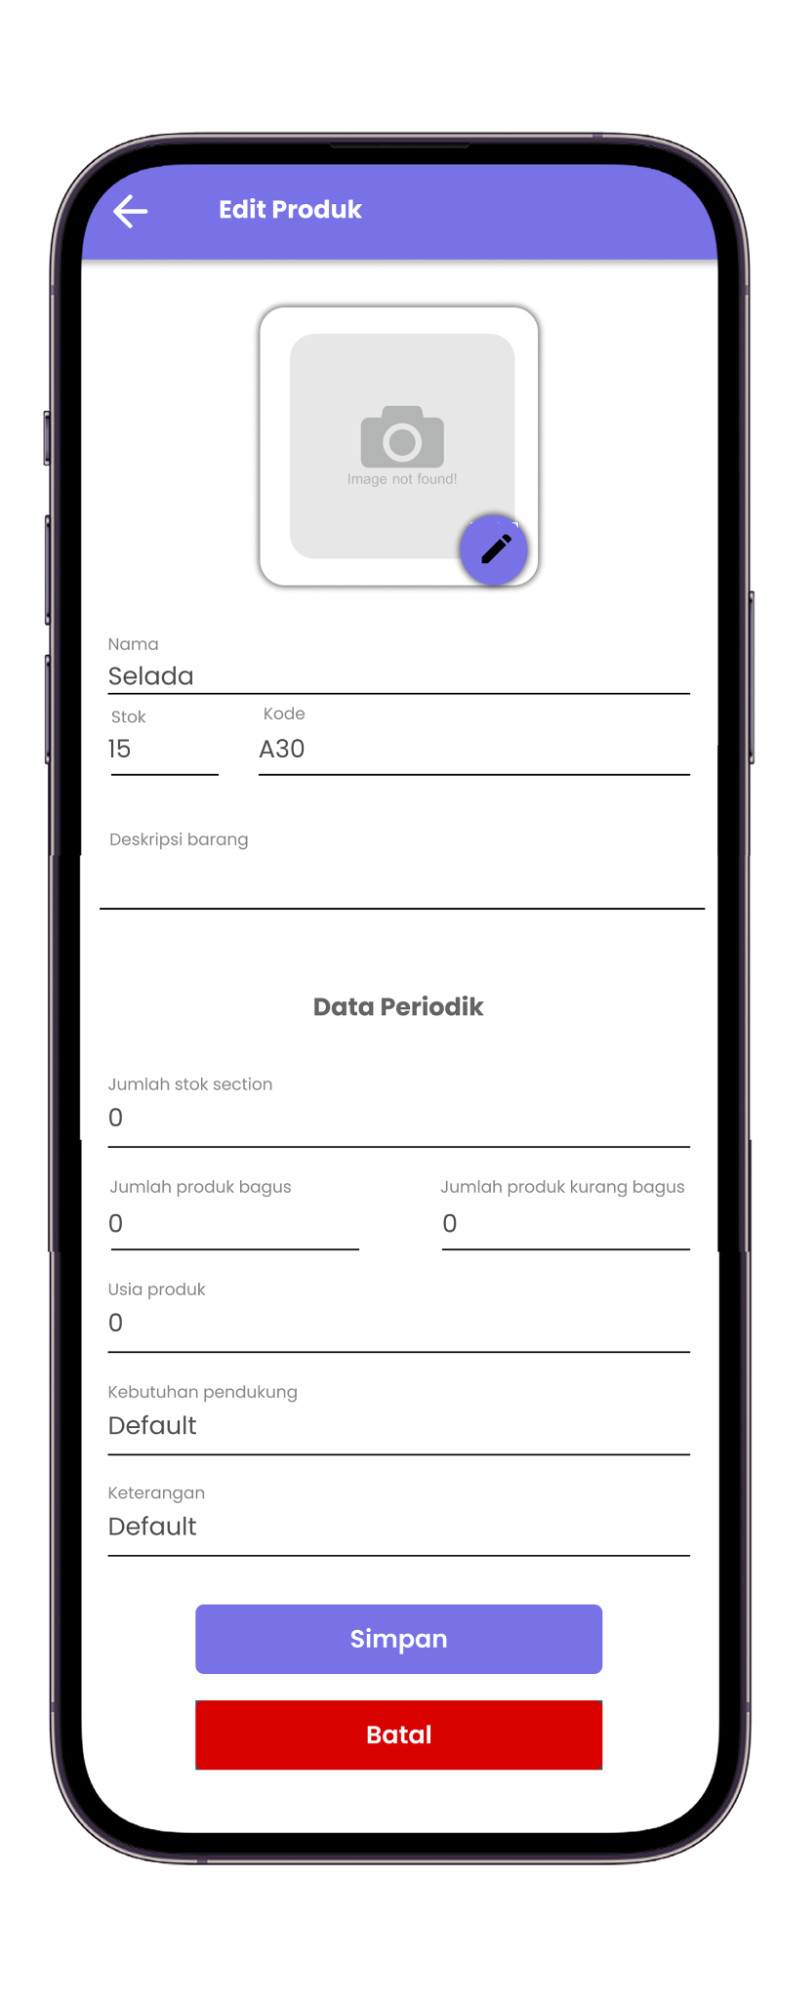 Edit Produk
Image not found!
Nama
Selada
Stok Kode
15 A30
Deskripsi barang
Data Periodik
Jumlah stok section
0
Jumlah produk bagus Jumlah produk kurang bagus
0 0
Usia produk
0
Kebutuhan pendukung
Default
Keterangan
Default
Simpan
Batal